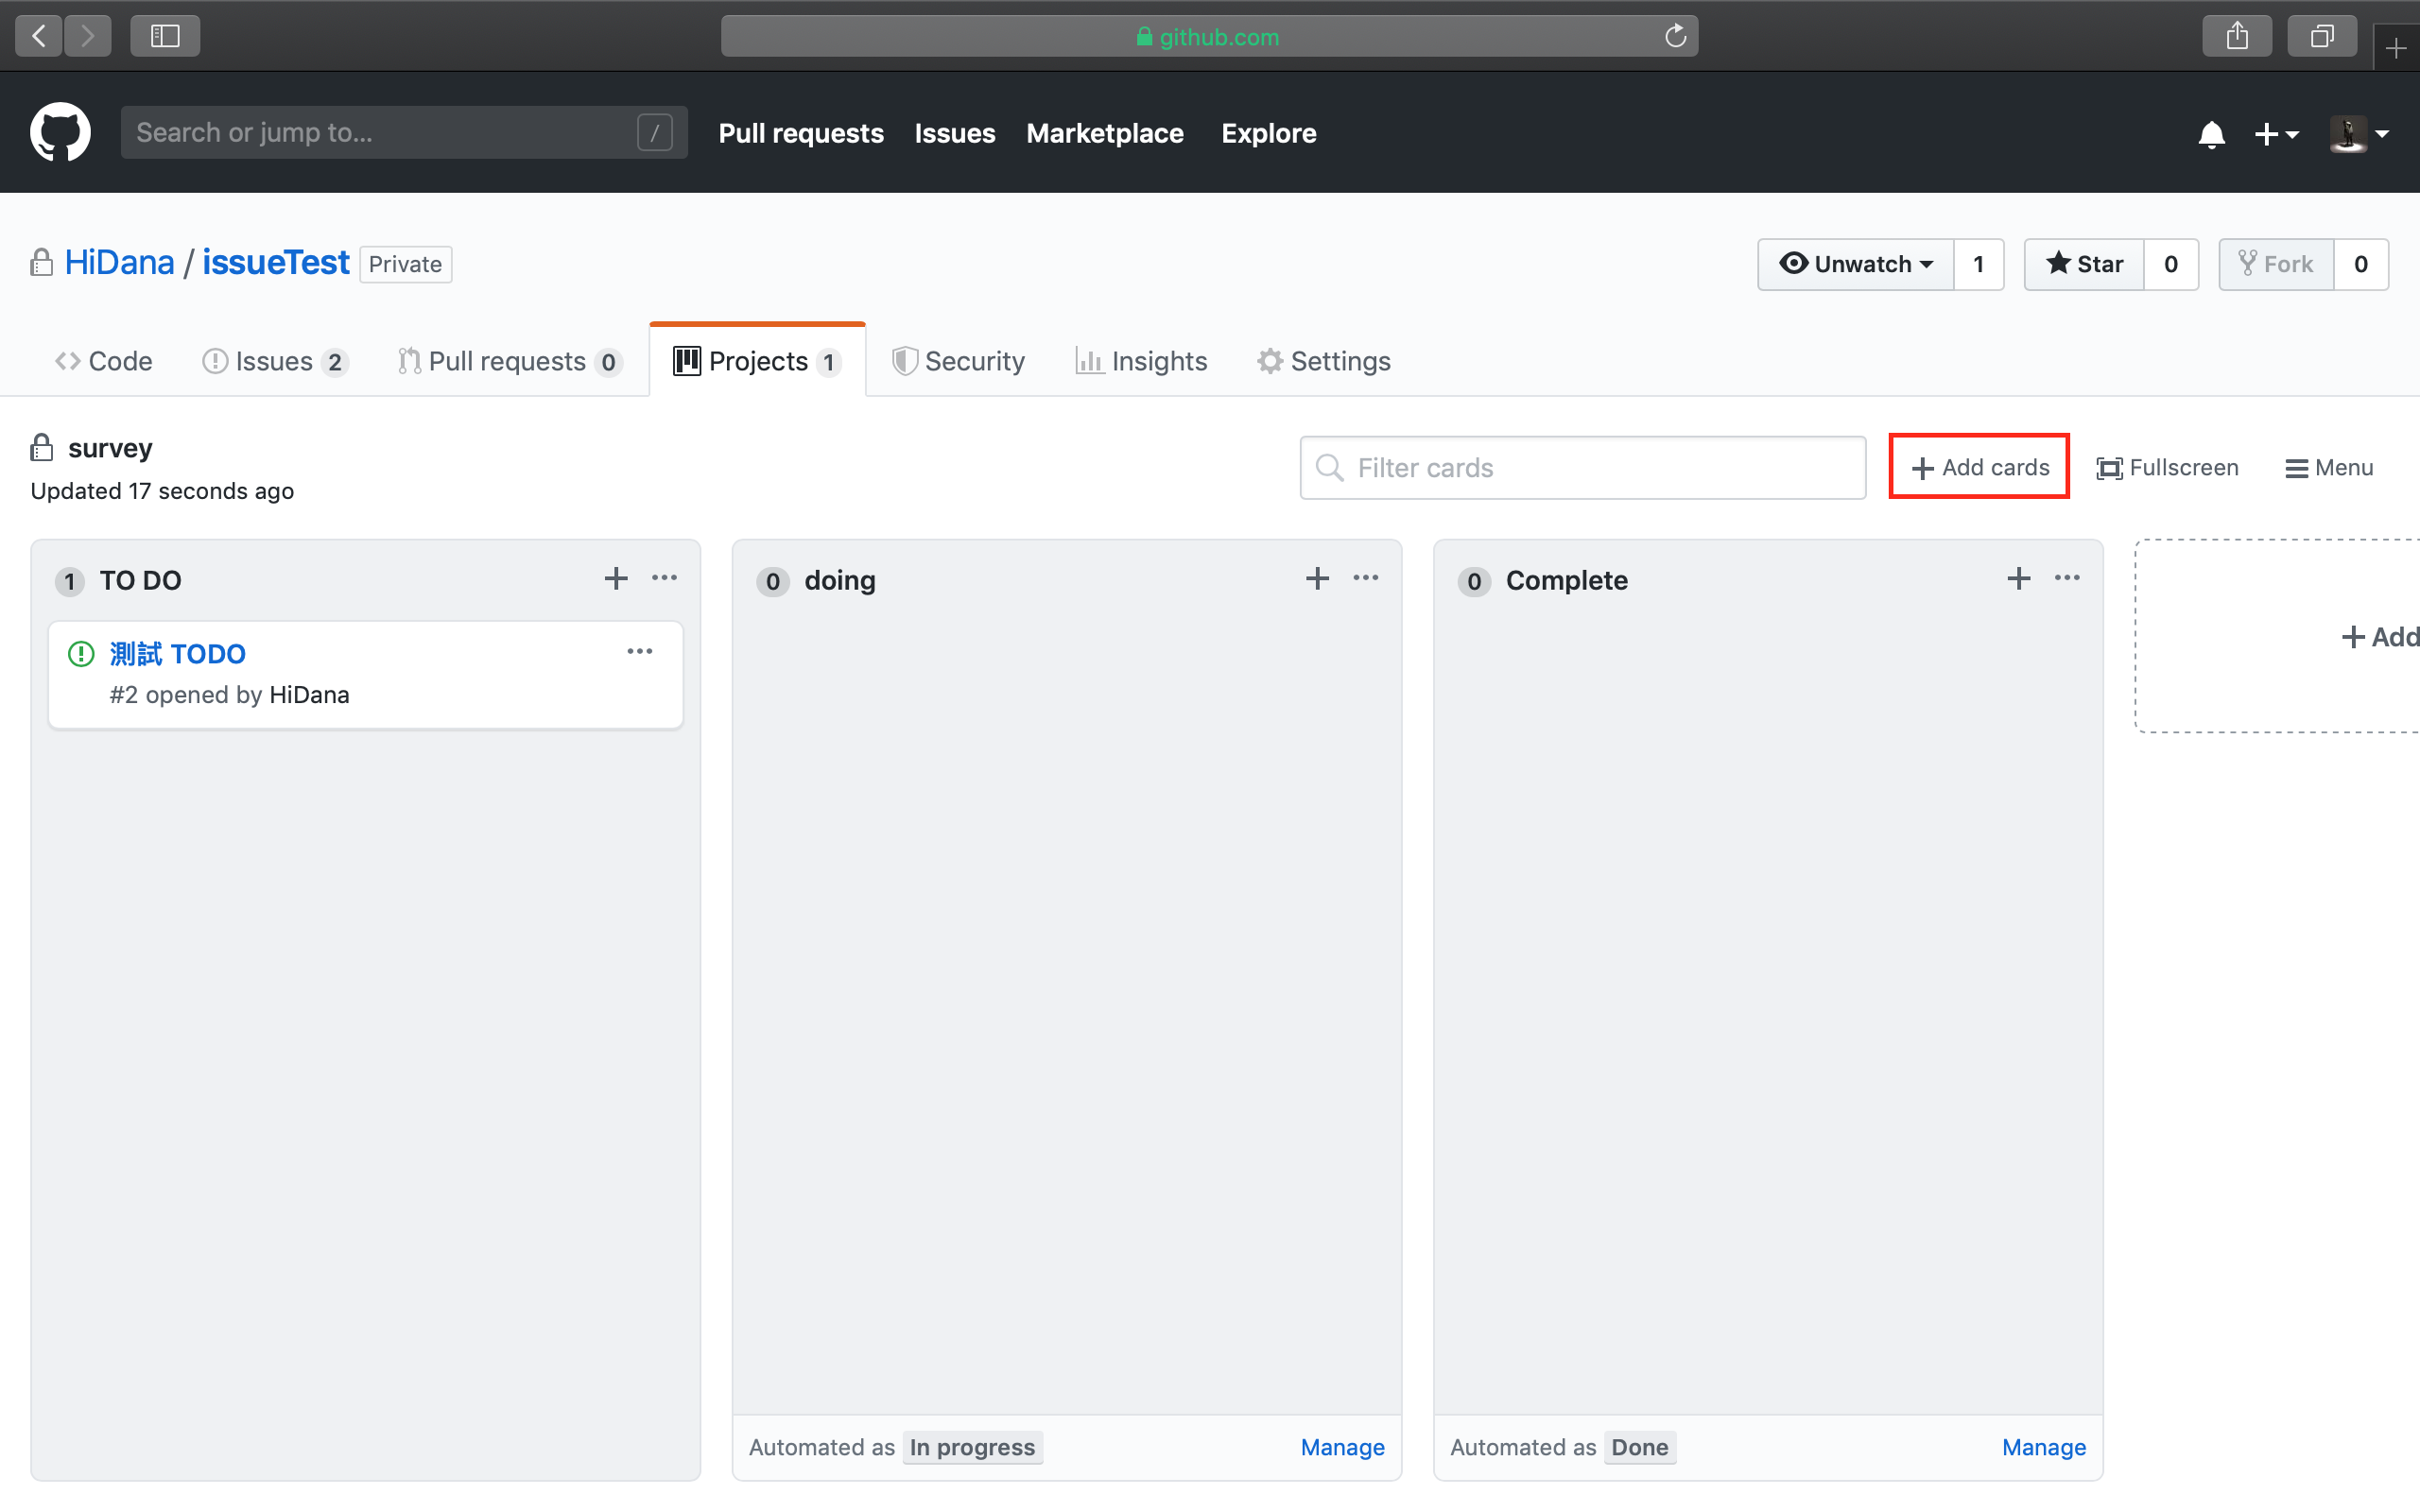 github.com
Search or jump to... /
Pull requests Issues Marketplace Explore
HiDana / issueTest Private
Unwatch 1 Star 0 Fork 0
Code Issues 2 Pull requests 0 Projects 1 Security Insights Settings
survey
Updated 17 seconds ago
Filter cards
Add cards Fullscreen Menu
1 TO DO
測試 TODO
#2 opened by HiDana
0 doing
Automated as In progress Manage
0 Complete
Automated as Done Manage
Add